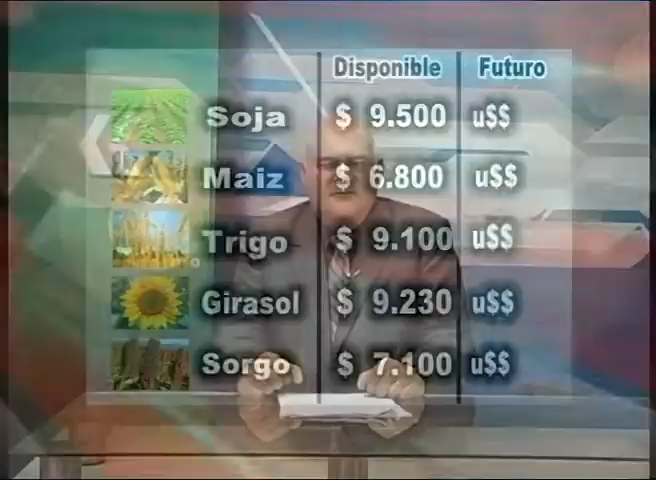 Disponible Futuro
Soja $ 9.500 u$$
Maiz $ 6.800 u$$
Trigo $ 9.100 u$$
Girasol $ 9.230 u$$
Sorgo $ 7.100 u$$